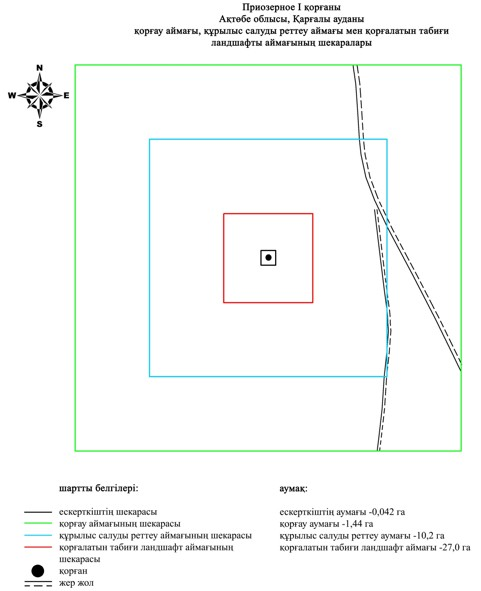 Приозерное I қорғаны
Ақтөбе облысы, Қарғалы ауданы
қорғау аймағы, құрылыс салуды реттеу аймағы мен қорғалатын табиғи
ландшафты аймағының шекаралары
N
W E
S
шартты белгілері:
ескерткіштің шекарасы
қорғау аймағының шекарасы
құрылыс салуды реттеу аймағының шекарасы
қорғалатын табиғи ландшафт аймағының
шекарасы
қорған
жер жол
аумақ:
ескерткіштің аумағы -0,042 га
қорғау аумағы -1,44 га
құрылыс салуды реттеу аумағы -10,2 га
қорғалатын табиғи ландшафт аймағы -27,0 га